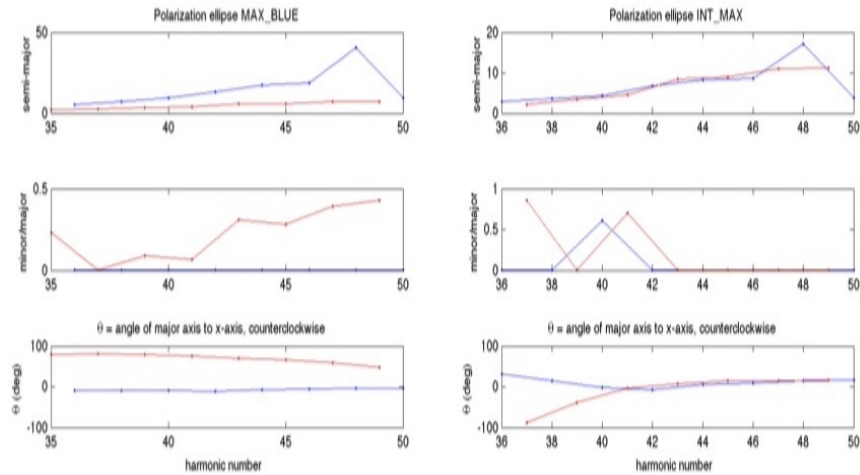 Polarization ellipse MAX_BLUE
semi-major
50
0
35 40 45 50
minor/major
0.5
0
35 40 45 50
θ = angle of major axis to x-axis, counterclockwise
Θ (deg)
100
0
-100
35 40 45 50
harmonic number
Polarization ellipse INT_MAX
semi-major
20
10
0
36 38 40 42 44 46 48 50
minor/major
1
0.5
0
36 38 40 42 44 46 48 50
θ = angle of major axis to x-axis, counterclockwise
Θ (deg)
100
0
-100
36 38 40 42 44 46 48 50
harmonic number